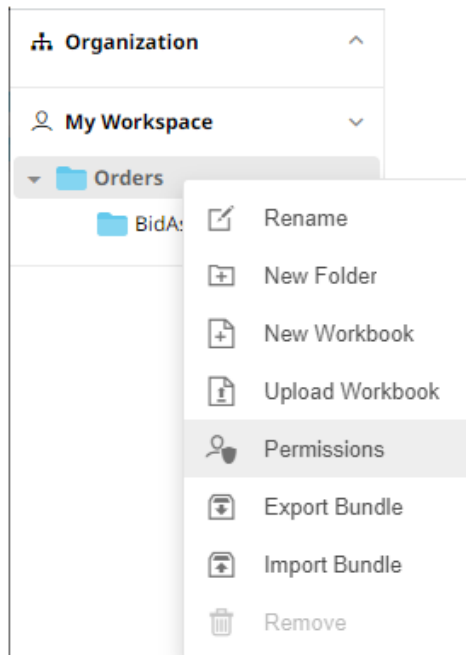 Organization
My Workspace
Orders
Rename
New Folder
New Workbook
Upload Workbook
Permissions
Export Bundle
Import Bundle
Remove